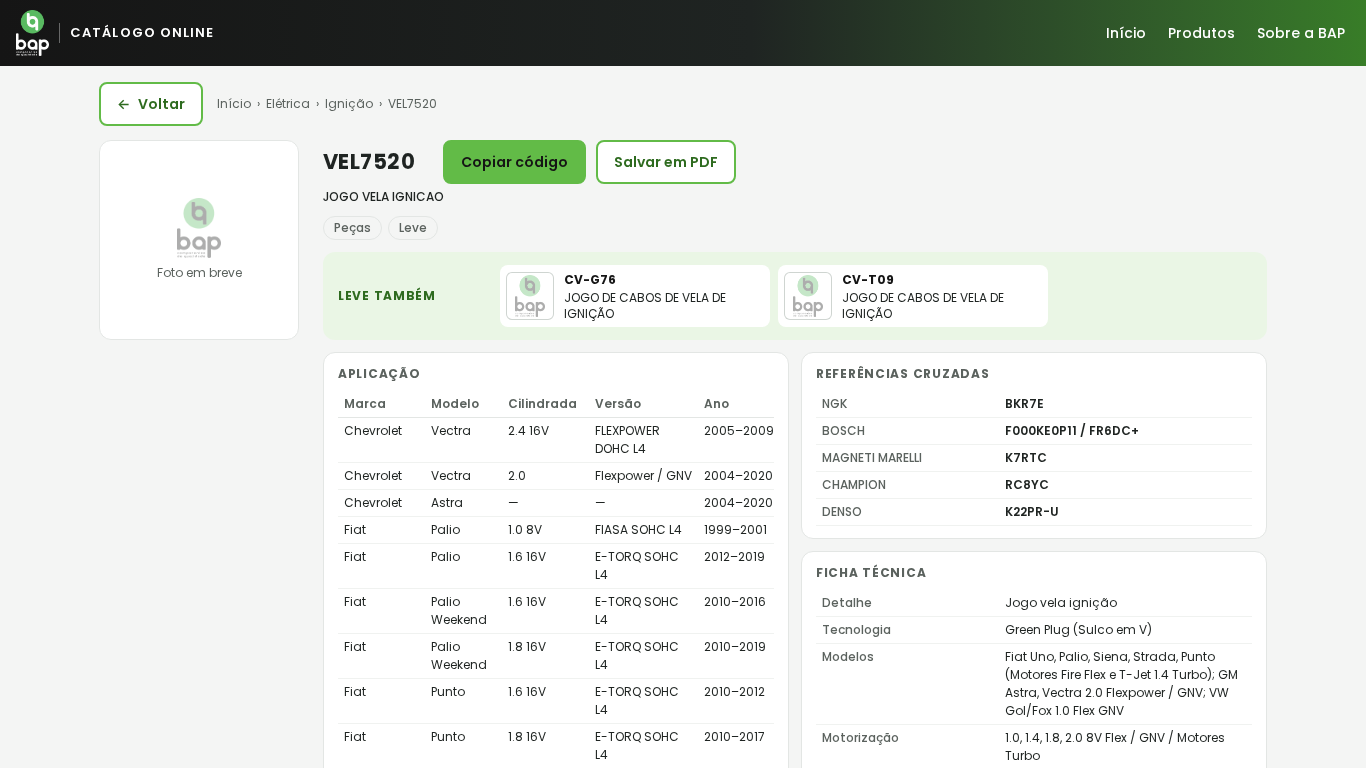 bap
CATÁLOGO ONLINE
Início
Produtos
Sobre a BAP
← Voltar
Início › Elétrica › Ignição › VEL7520
bap
Foto em breve
VEL7520
Copiar código
Salvar em PDF
JOGO VELA IGNICAO
Peças
Leve
LEVE TAMBÉM
bap
CV-G76
JOGO DE CABOS DE VELA DE
IGNIÇÃO
bap
CV-T09
JOGO DE CABOS DE VELA DE
IGNIÇÃO
APLICAÇÃO
Marca Modelo Cilindrada Versão Ano
Chevrolet Vectra 2.4 16V FLEXPOWER 2005–2009
DOHC L4
Chevrolet Vectra 2.0 Flexpower / GNV 2004–2020
Chevrolet Astra — — 2004–2020
Fiat Palio 1.0 8V FIASA SOHC L4 1999–2001
Fiat Palio 1.6 16V E-TORQ SOHC 2012–2019
L4
Fiat Palio 1.6 16V E-TORQ SOHC 2010–2016
Weekend L4
Fiat Palio 1.8 16V E-TORQ SOHC 2010–2019
Weekend L4
Fiat Punto 1.6 16V E-TORQ SOHC 2010–2012
L4
Fiat Punto 1.8 16V E-TORQ SOHC 2010–2017
L4
REFERÊNCIAS CRUZADAS
NGK BKR7E
BOSCH F000KE0P11 / FR6DC+
MAGNETI MARELLI K7RTC
CHAMPION RC8YC
DENSO K22PR-U
FICHA TÉCNICA
Detalhe Jogo vela ignição
Tecnologia Green Plug (Sulco em V)
Modelos Fiat Uno, Palio, Siena, Strada, Punto
(Motores Fire Flex e T-Jet 1.4 Turbo); GM
Astra, Vectra 2.0 Flexpower / GNV; VW
Gol/Fox 1.0 Flex GNV
Motorização 1.0, 1.4, 1.8, 2.0 8V Flex / GNV / Motores
Turbo